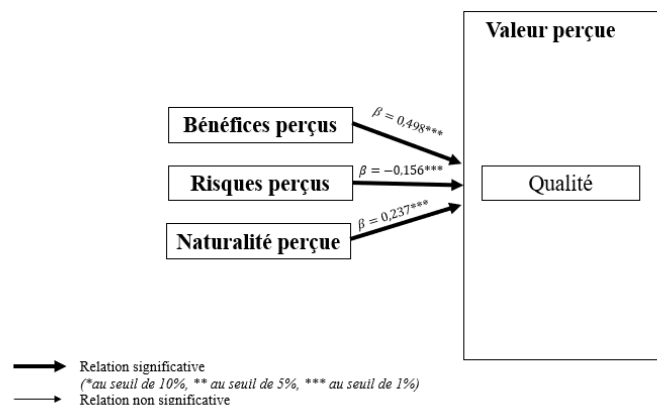 Valeur perçue
Bénéfices perçus
β = 0,498***
Risques perçus
β = −0,156***
Qualité
Naturalité perçue
β = 0,237***
Relation significative
(*au seuil de 10%, ** au seuil de 5%, *** au seuil de 1%)
Relation non significative